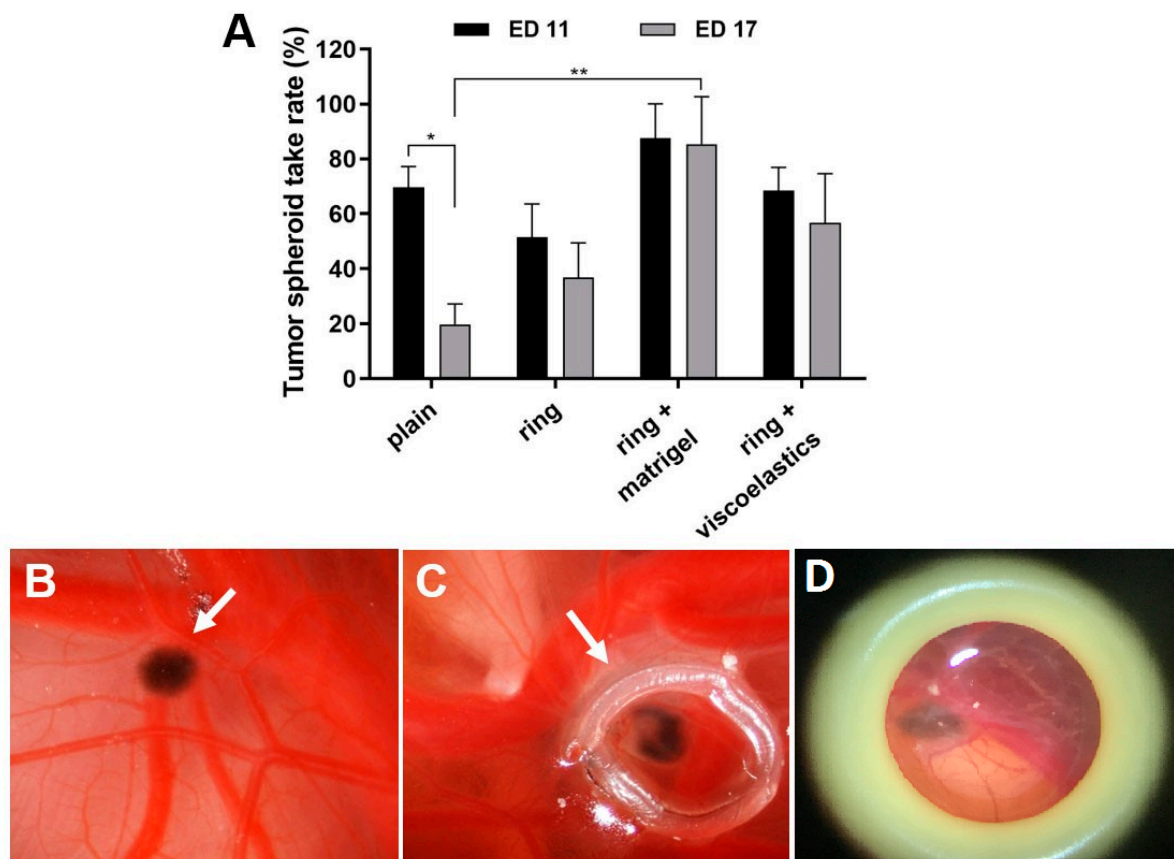 A
ED 11 ED 17
Tumor spheroid take rate (%)
120
100
80
60
40
20
0
*
**
plain
ring
ring +
matrigel
ring +
viscoelastics
B
C
D